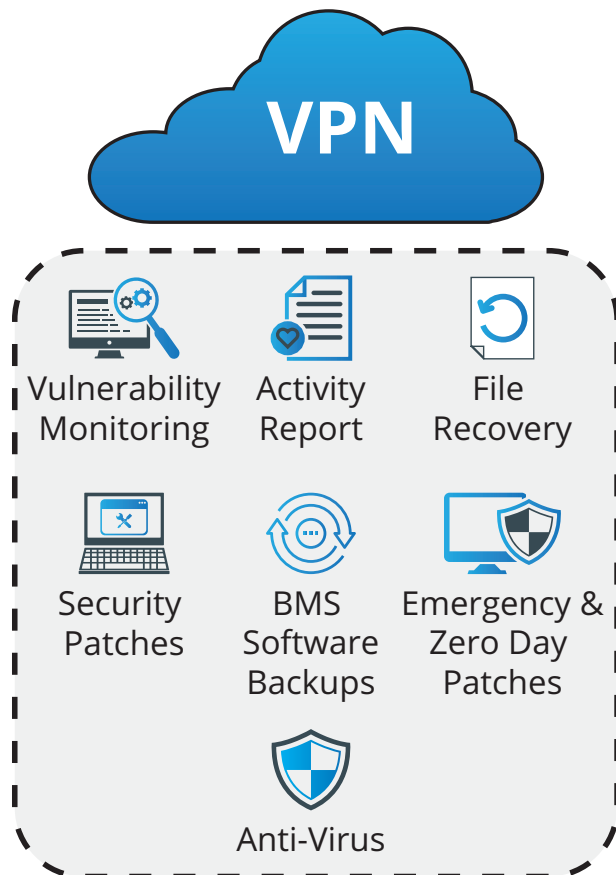 VPN
Vulnerability
Monitoring
Activity
Report
File
Recovery
Security
Patches
BMS
Software
Backups
Emergency &
Zero Day
Patches
Anti-Virus